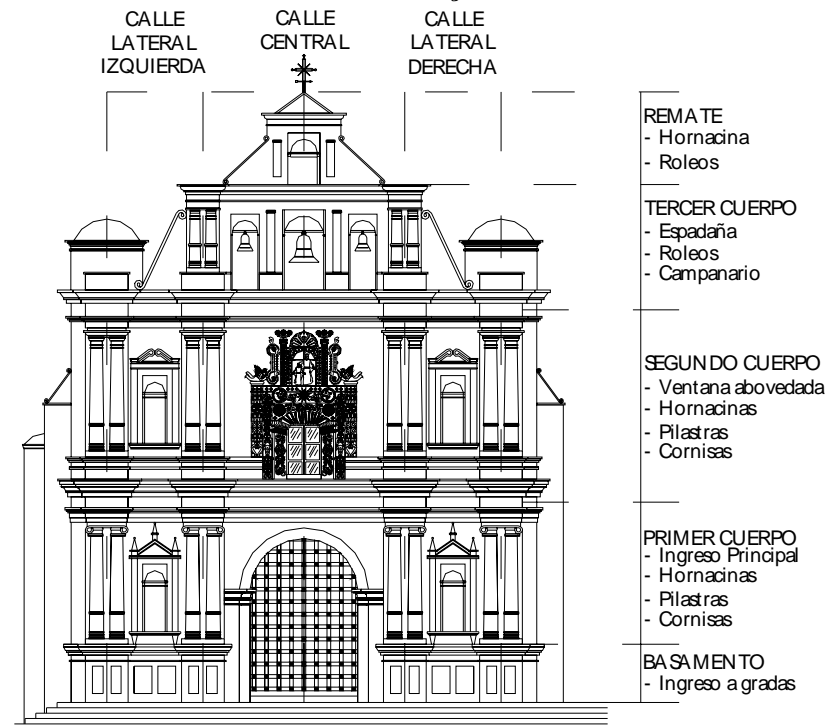 CALLE
LATERAL
IZQUIERDA
CALLE
CENTRAL
CALLE
LATERAL
DERECHA
REMATE
- Hornacina
- Roleos
TERCER CUERPO
- Espadaña
- Roleos
- Campanario
SEGUNDO CUERPO
- Ventana abovedada
- Hornacinas
- Pilastras
- Cornisas
PRIMER CUERPO
- Ingreso Principal
- Hornacinas
- Pilastras
- Cornisas
BASAMENTO
- Ingreso a gradas